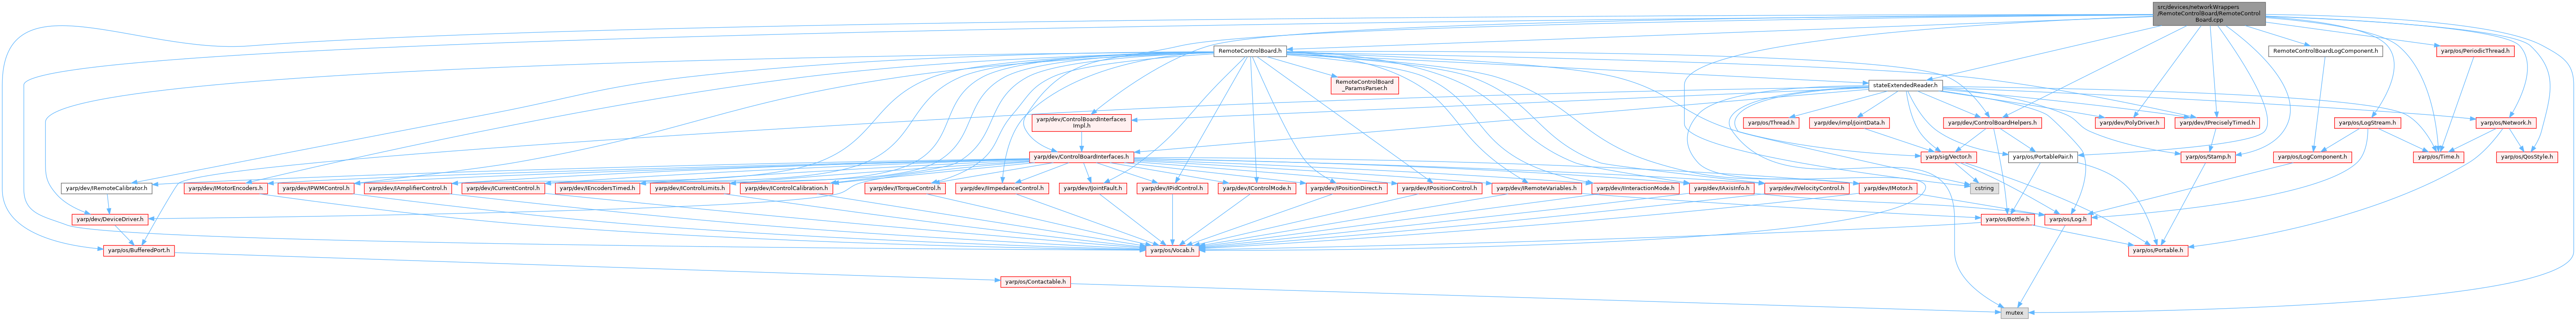 src/devices/networkWrappers
/RemoteControlBoard/RemoteControl
Board.cpp
RemoteControlBoard.h
RemoteControlBoardLogComponent.h
yarp/os/PeriodicThread.h
RemoteControlBoard
_ParamsParser.h
stateExtendedReader.h
yarp/dev/ControlBoardInterfaces
Impl.h
yarp/os/Thread.h
yarp/dev/impl/jointData.h
yarp/dev/ControlBoardHelpers.h
yarp/dev/PolyDriver.h
yarp/dev/IPreciselyTimed.h
yarp/os/LogStream.h
yarp/os/Network.h
yarp/dev/ControlBoardInterfaces.h
yarp/sig/Vector.h
yarp/os/PortablePair.h
yarp/os/Stamp.h
yarp/os/LogComponent.h
yarp/os/Time.h
yarp/os/QosStyle.h
yarp/dev/IRemoteCalibrator.h
yarp/dev/IMotorEncoders.h
yarp/dev/IPWMControl.h
yarp/dev/IAmplifierControl.h
yarp/dev/ICurrentControl.h
yarp/dev/IEncodersTimed.h
yarp/dev/IControlLimits.h
yarp/dev/IControlCalibration.h
yarp/dev/ITorqueControl.h
yarp/dev/IImpedanceControl.h
yarp/dev/IJointFault.h
yarp/dev/IPidControl.h
yarp/dev/IControlMode.h
yarp/dev/IPositionDirect.h
yarp/dev/IPositionControl.h
yarp/dev/IRemoteVariables.h
yarp/dev/IInteractionMode.h
yarp/dev/IAxisInfo.h
yarp/dev/IVelocityControl.h
yarp/dev/IMotor.h
cstring
yarp/dev/DeviceDriver.h
yarp/os/Bottle.h
yarp/os/Log.h
yarp/os/BufferedPort.h
yarp/os/Vocab.h
yarp/os/Portable.h
yarp/os/Contactable.h
mutex